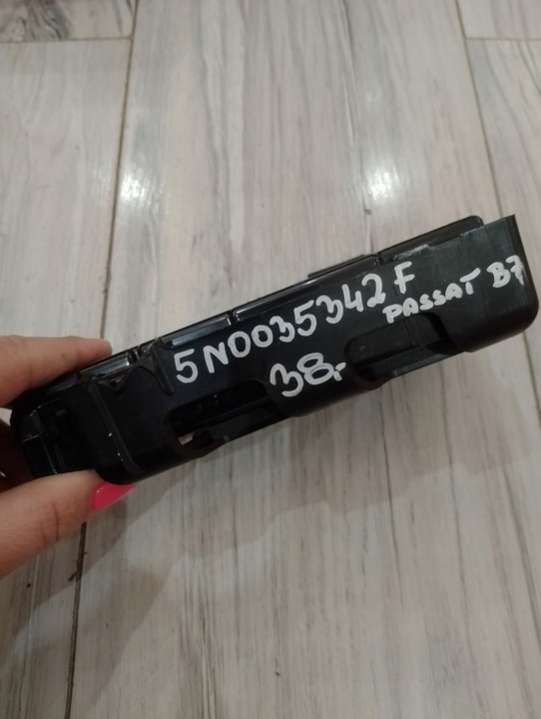 5N0035342F
PASSAT B7
38,-